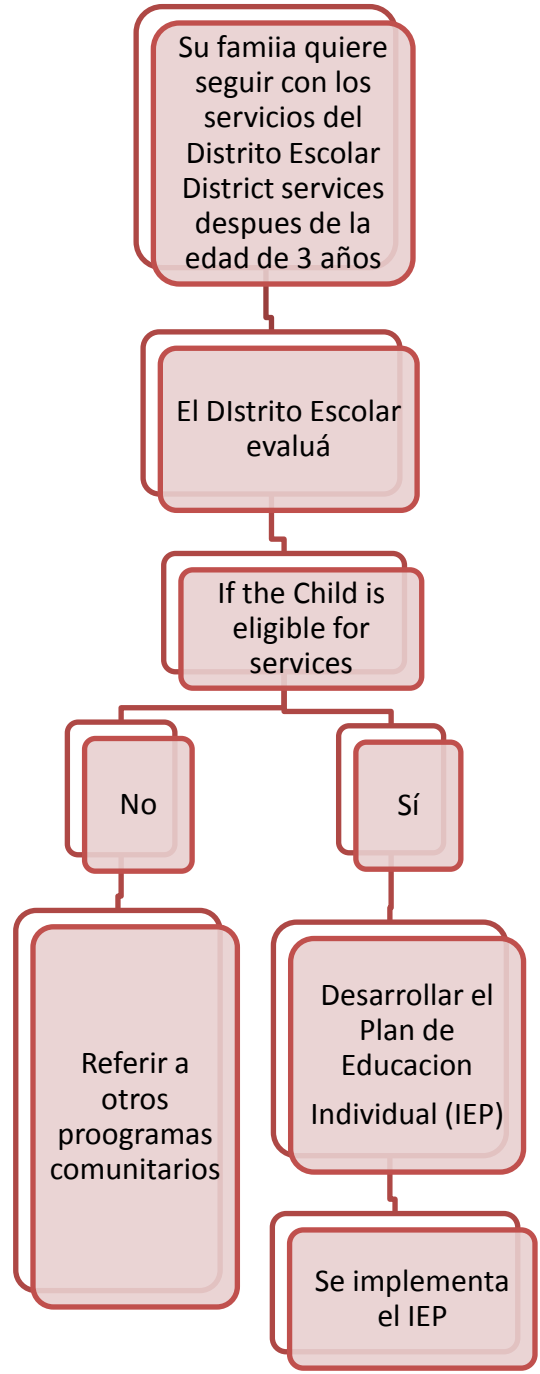 Su famiia quiere
seguir con los
servicios del
Distrito Escolar
District services
despues de la
edad de 3 años
El DIstrito Escolar
evaluá
If the Child is
eligible for
services
No
Sí
Referir a
otros
proogramas
comunitarios
Desarrollar el
Plan de
Educacion
Individual (IEP)
Se implementa
el IEP